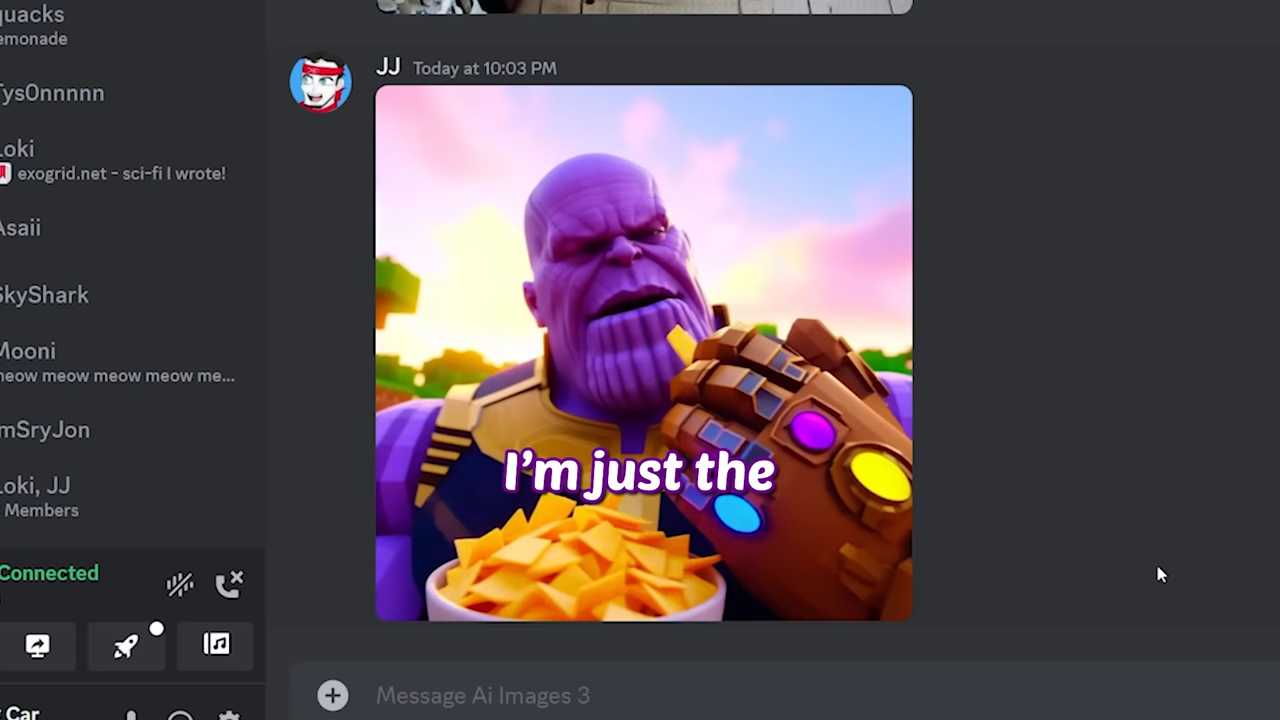 quacks
emonade
Tys0nnnnn
Loki
exogrid.net - sci-fi I wrote!
Asaii
SkyShark
Mooni
meow meow meow meow me...
mSryJon
Loki, JJ
Members
Connected
Car
JJ Today at 10:03 PM
I'm just the
Message Ai Images 3